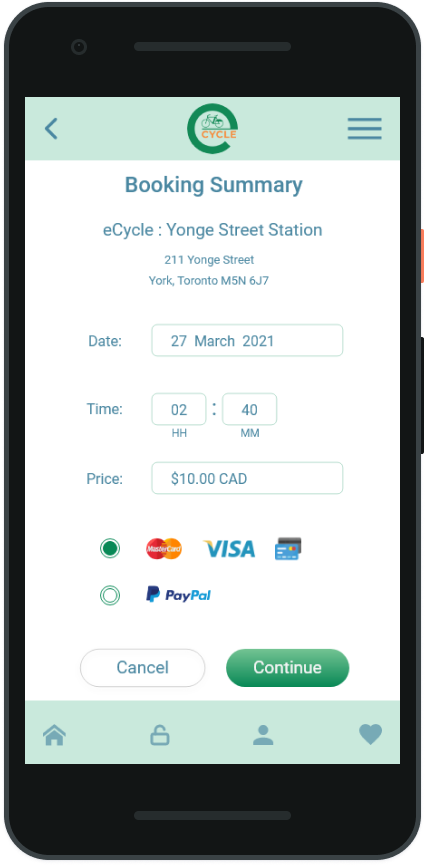 CYCLE
Booking Summary
eCycle : Yonge Street Station
211 Yonge Street
York, Toronto M5N 6J7
Date: 27 March 2021
Time: 02 : 40
HH MM
Price: $10.00 CAD
MasterCard VISA
PayPal
Cancel Continue